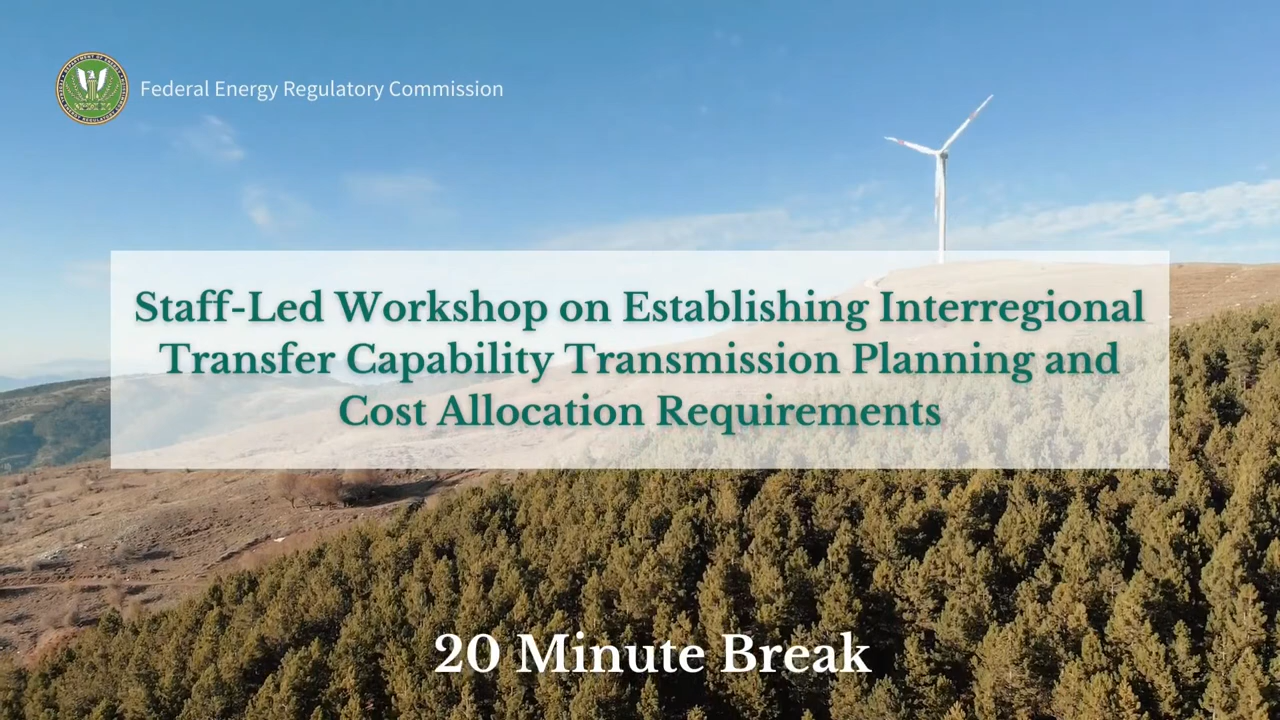 Federal Energy Regulatory Commission
Staff-Led Workshop on Establishing Interregional
Transfer Capability Transmission Planning and
Cost Allocation Requirements
20 Minute Break